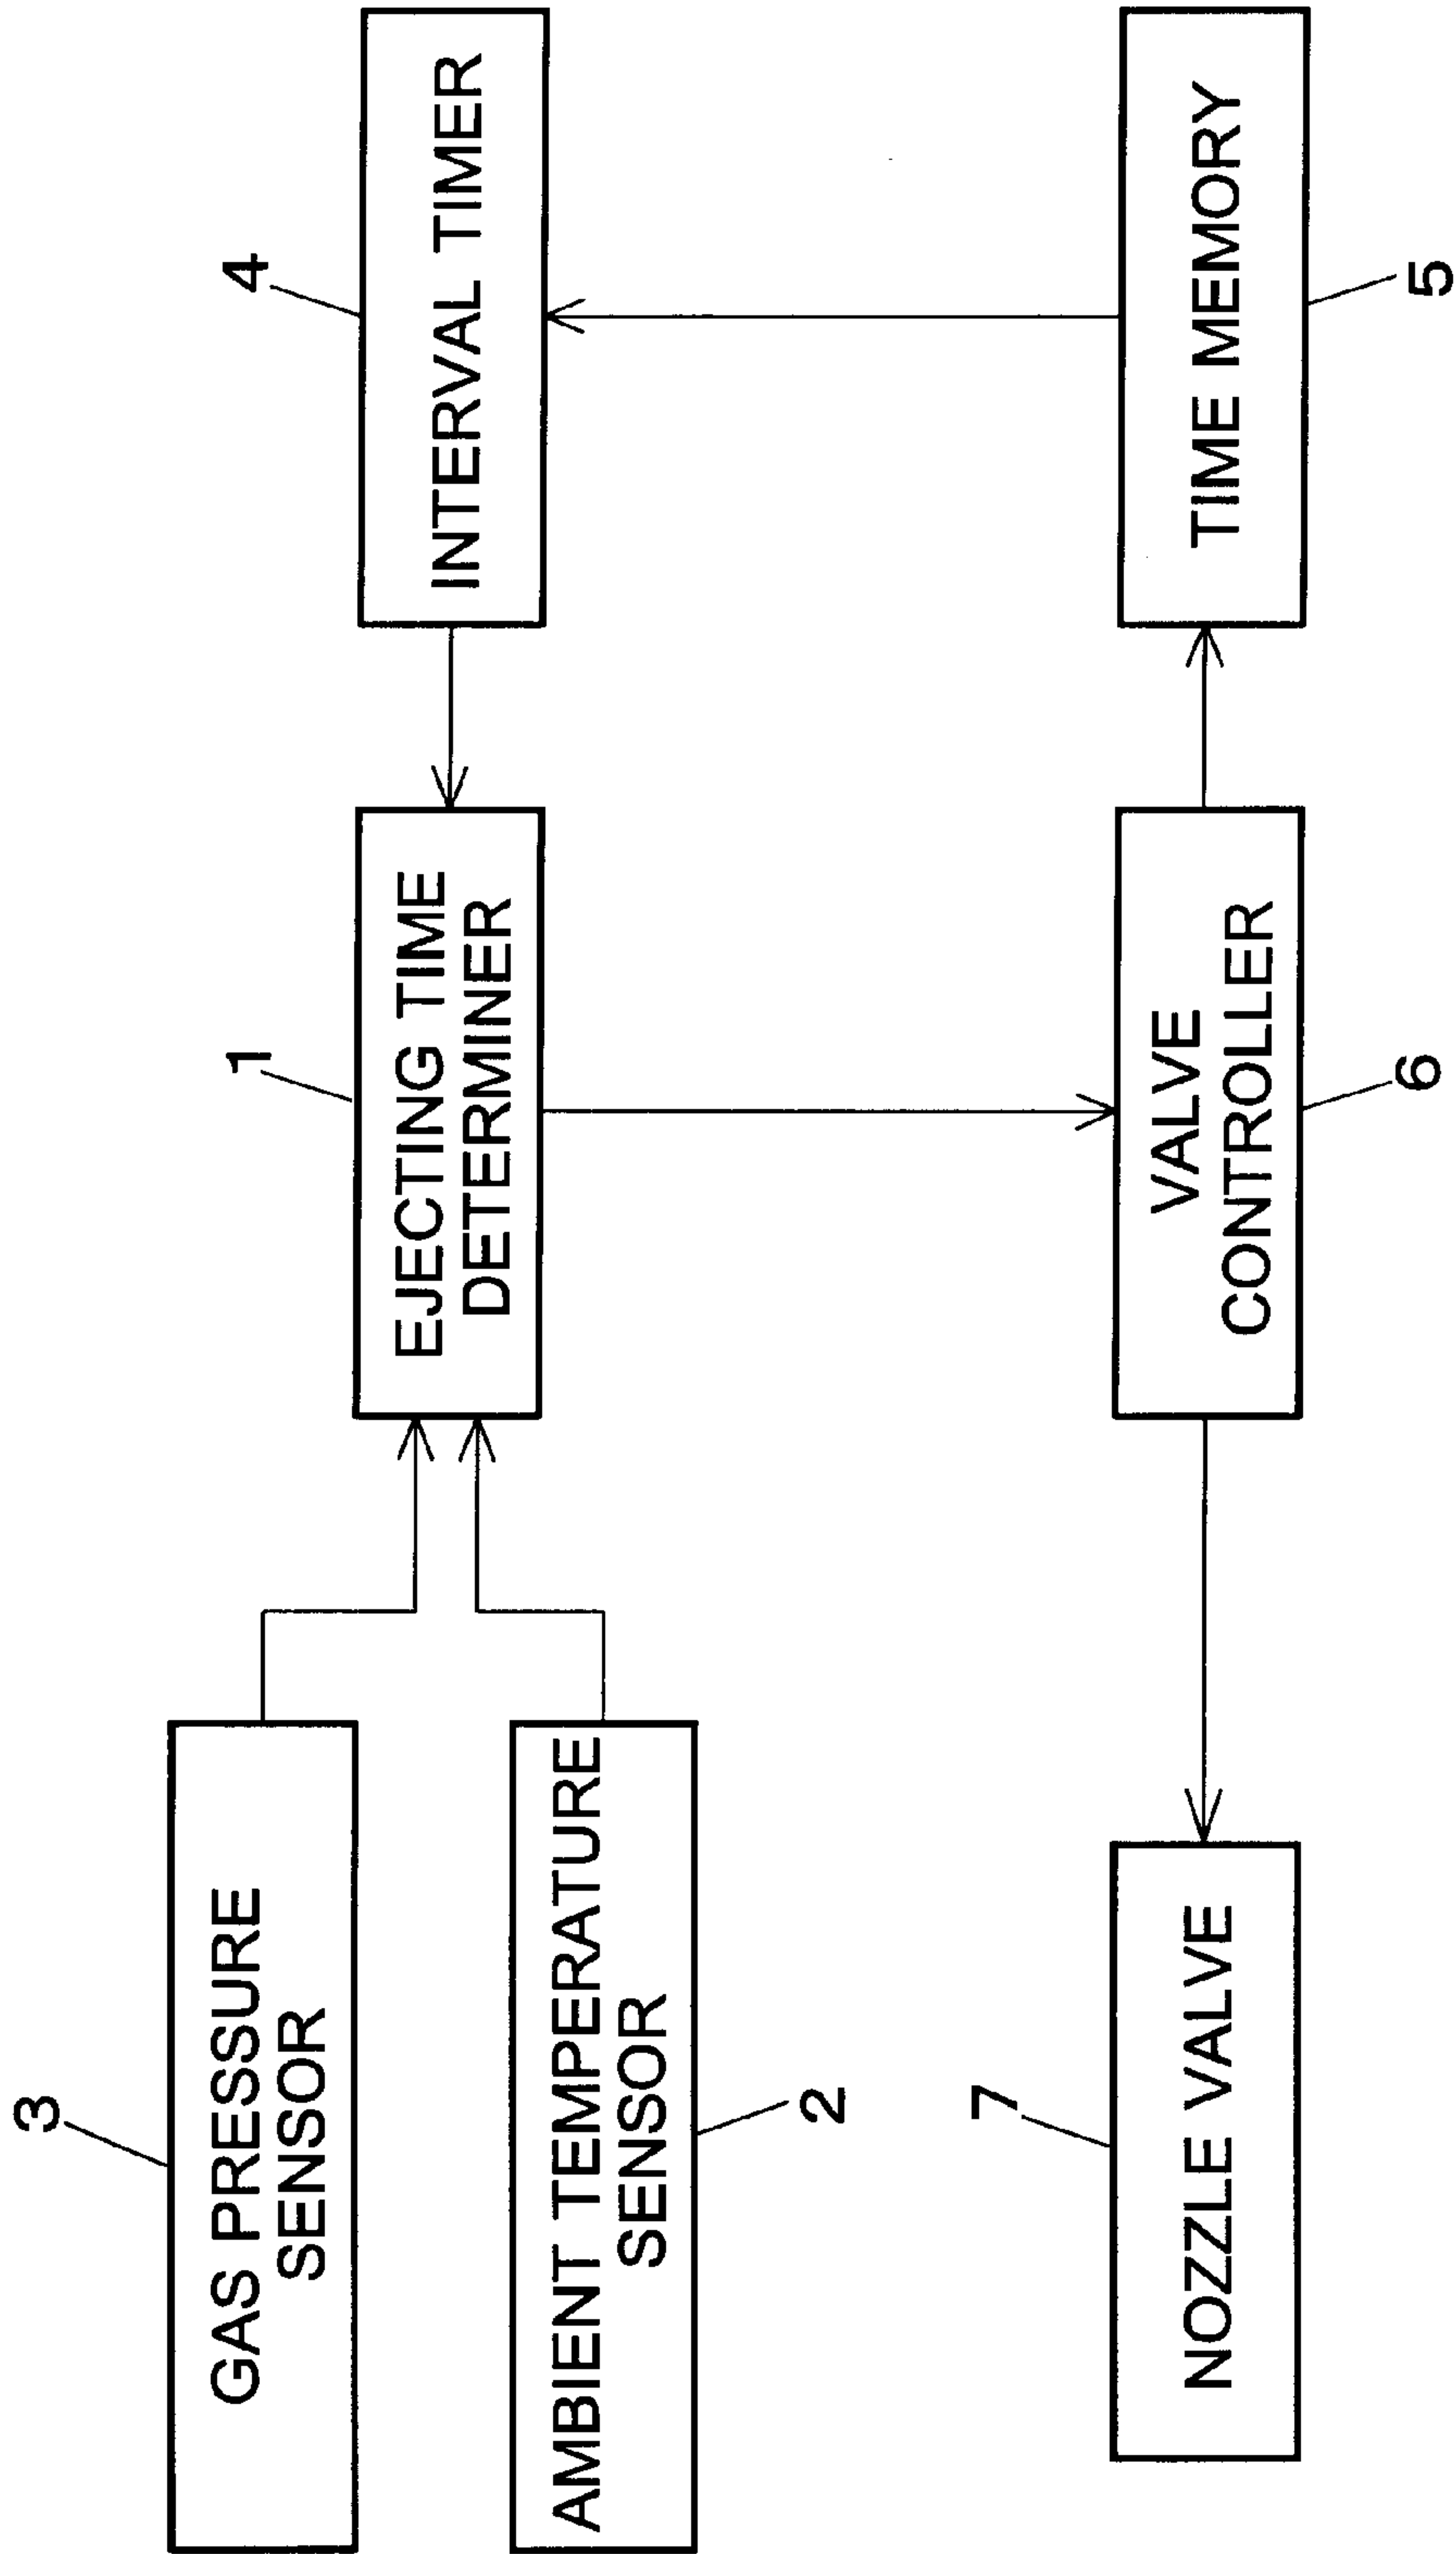 3
GAS PRESSURE
SENSOR
AMBIENT TEMPERATURE
SENSOR
2
1
EJECTING TIME
DETERMINER
4
INTERVAL TIMER
7
NOZZLE VALVE
VALVE
CONTROLLER
6
TIME MEMORY
5